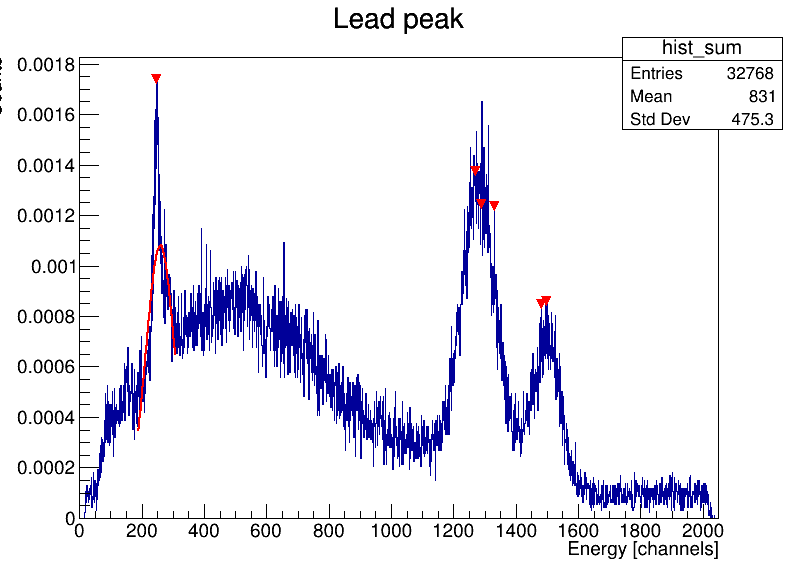 Lead peak
hist_sum
Entries 32768
Mean 831
Std Dev 475.3
0.0018
0.0016
0.0014
0.0012
0.001
0.0008
0.0006
0.0004
0.0002
0
0 200 400 600 800 1000 1200 1400 1600 1800 2000
Energy [channels]